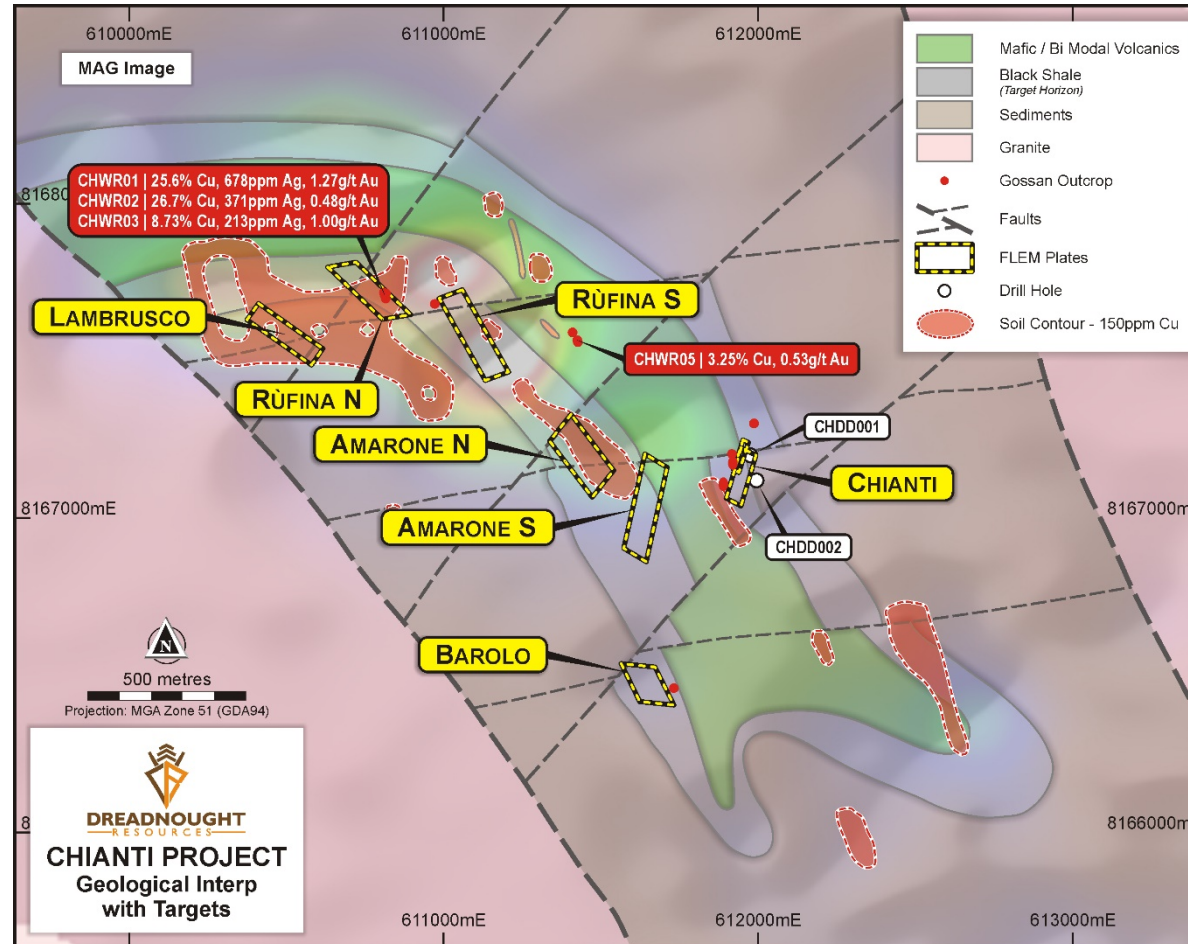 610000mE
611000mE
612000mE
MAG Image
Mafic / Bi Modal Volcanics
Black Shale
(Target Horizon)
Sediments
Granite
Gossan Outcrop
Faults
FLEM Plates
Drill Hole
Soil Contour - 150ppm Cu
8168
CHWR01 | 25.6% Cu, 678ppm Ag, 1.27g/t Au
CHWR02 | 26.7% Cu, 371ppm Ag, 0.48g/t Au
CHWR03 | 8.73% Cu, 213ppm Ag, 1.00g/t Au
LAMBRUSCO
RÙFINA S
CHWR05 | 3.25% Cu, 0.53g/t Au
RÙFINA N
AMARONE N
CHDD001
CHIANTI
8167000mE
AMARONE S
8167000m
CHDD002
BAROLO
N
500 metres
Projection: MGA Zone 51 (GDA94)
DREADNOUGHT
RESOURCES
CHIANTI PROJECT
Geological Interp
with Targets
8
8166000m
611000mE
612000mE
613000mE